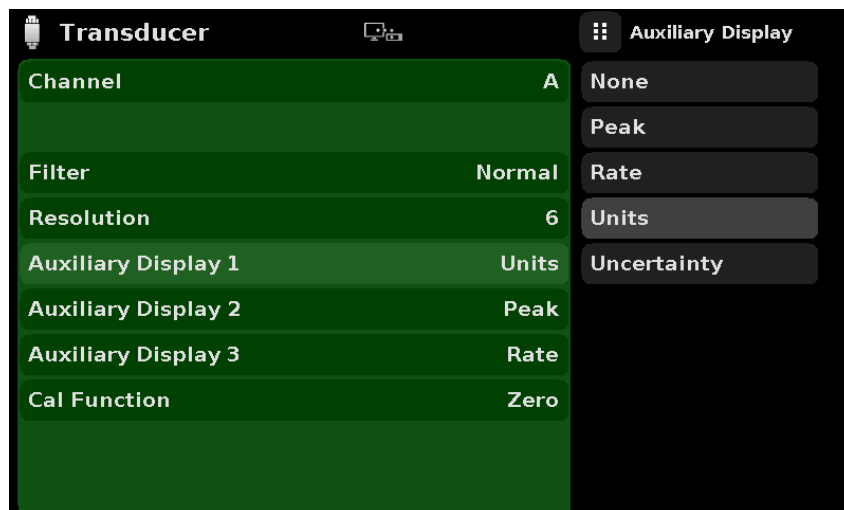 Transducer
Channel A
Filter Normal
Resolution 6
Auxiliary Display 1 Units
Auxiliary Display 2 Peak
Auxiliary Display 3 Rate
Cal Function Zero
Auxiliary Display
None
Peak
Rate
Units
Uncertainty